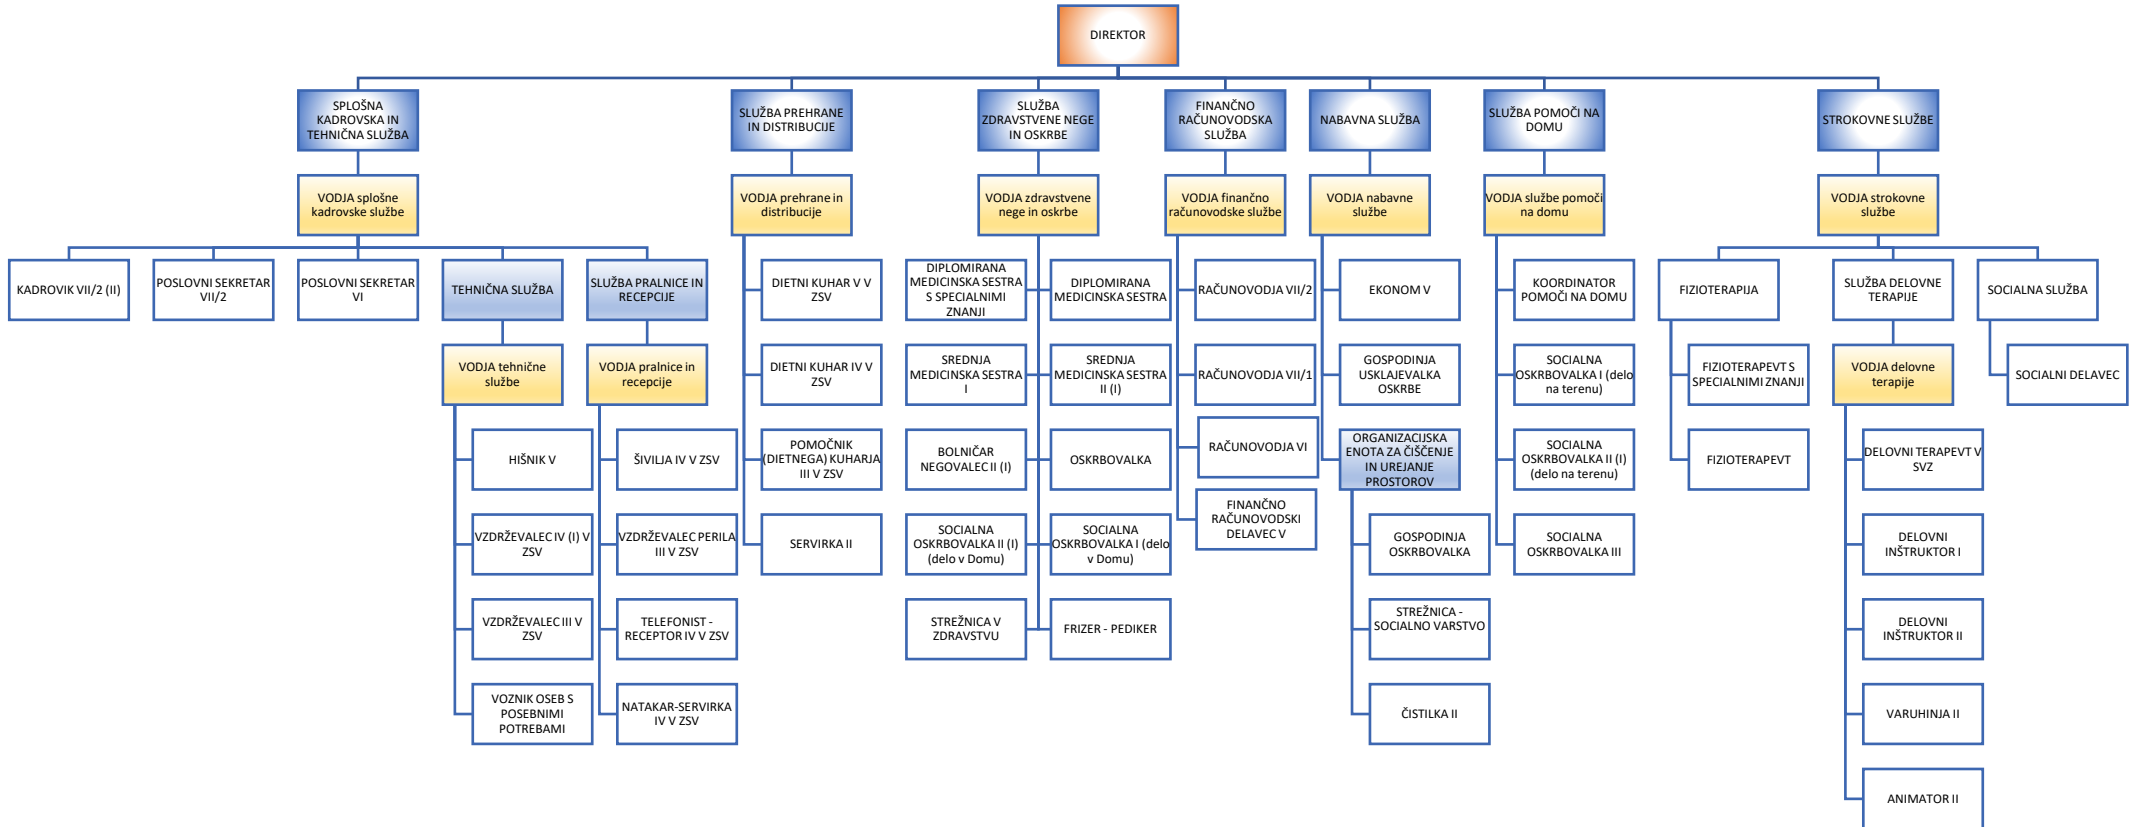 DIREKTOR
SPLOŠNA
KADROVSKA IN
TEHNIČNA SLUŽBA
SLUŽBA PREHRANE
IN DISTRIBUCIJE
SLUŽBA
ZDRAVSTVENE NEGE
IN OSKRBE
FINANČNO
RAČUNOVODSKA
SLUŽBA
NABAVNA SLUŽBA
SLUŽBA POMOČI NA
DOMU
STROKOVNE SLUŽBE
VODJA splošne
kadrovske službe
VODJA prehrane in
distribucije
VODJA zdravstvene
nege in oskrbe
VODJA finančno
računovodske službe
VODJA nabavne
službe
VODJA službe pomoči
na domu
VODJA strokovne
službe
KADROVIK VII/2 (II)
POSLOVNI SEKRETAR
VII/2
POSLOVNI SEKRETAR
VI
TEHNIČNA SLUŽBA
SLUŽBA PRALNICE IN
RECEPCIJE
DIETNI KUHAR V V
ZSV
DIPLOMIRANA
MEDICINSKA SESTRA
S SPECIALNIMI
ZNANJI
DIPLOMIRANA
MEDICINSKA SESTRA
RAČUNOVODJA VII/2
EKONOM V
KOORDINATOR
POMOČI NA DOMU
FIZIOTERAPIJA
SLUŽBA DELOVNE
TERAPIJE
SOCIALNA SLUŽBA
VODJA tehnične
službe
VODJA pralnice in
recepcije
DIETNI KUHAR IV V
ZSV
SREDNJA
MEDICINSKA SESTRA
I
SREDNJA
MEDICINSKA SESTRA
II (I)
RAČUNOVODJA VII/1
GOSPODINJA
USKLAJEVALKA
OSKRBE
SOCIALNA
OSKRBOVALKA I (delo
na terenu)
FIZIOTERAPEVT S
SPECIALNIMI ZNANJI
VODJA delovne
terapije
SOCIALNI DELAVEC
HIŠNIK V
ŠIVILJA IV V ZSV
POMOČNIK
(DIETNEGA) KUHARJA
III V ZSV
BOLNIČAR
NEGOVALEC II (I)
OSKRBOVALKA
RAČUNOVODJA VI
ORGANIZACIJSKA
ENOTA ZA ČIŠČENJE
IN UREJANJE
PROSTOROV
SOCIALNA
OSKRBOVALKA II (I)
(delo na terenu)
FIZIOTERAPEVT
DELOVNI TERAPEVT V
SVZ
VZDRŽEVALEC IV (I) V
ZSV
VZDRŽEVALEC PERILA
III V ZSV
SERVIRKA II
SOCIALNA
OSKRBOVALKA II (I)
(delo v Domu)
SOCIALNA
OSKRBOVALKA I (delo
v Domu)
FINANČNO
RAČUNOVODSKI
DELAVEC V
GOSPODINJA
OSKRBOVALKA
SOCIALNA
OSKRBOVALKA III
DELOVNI
INŠTRUKTOR I
VZDRŽEVALEC III V
ZSV
TELEFONIST -
RECEPTOR IV V ZSV
STREŽNICA V
ZDRAVSTVU
FRIZER - PEDIKER
STREŽNICA -
SOCIALNO VARSTVO
DELOVNI
INŠTRUKTOR II
VOZNIK OSEB S
POSEBNIMI
POTREBAMI
NATAKAR-SERVIRKA
IV V ZSV
ČISTILKA II
VARUHINJA II
ANIMATOR II